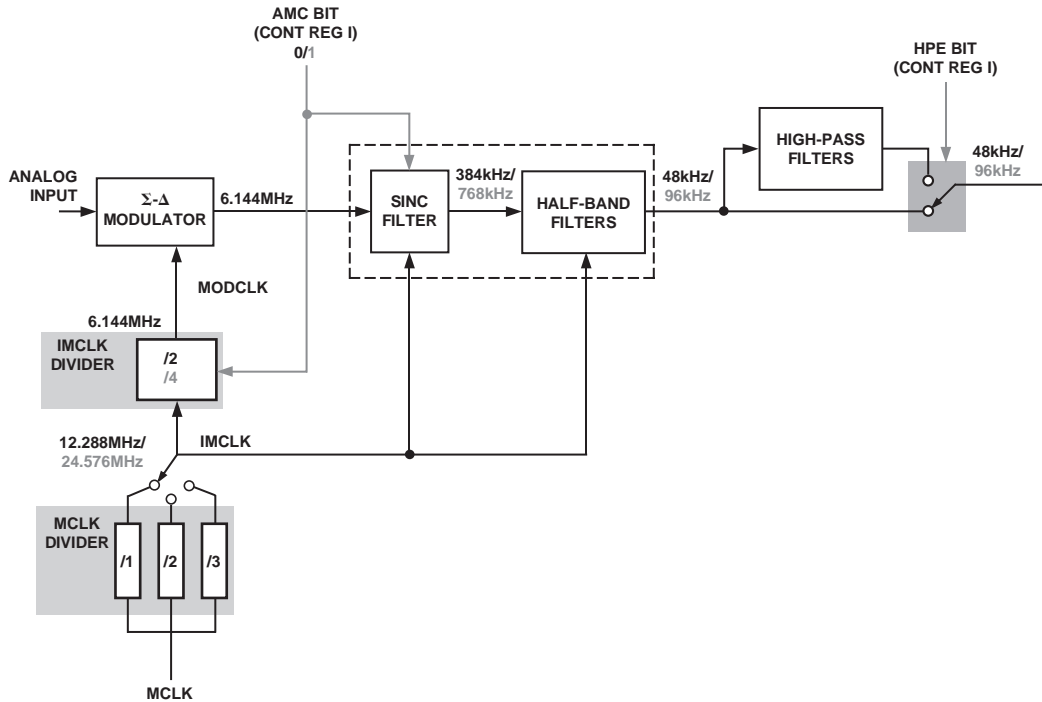 AMC BIT
(CONT REG I)
0/1
HPE BIT
(CONT REG I)
HIGH-PASS
FILTERS
48kHz/
96kHz
ANALOG
INPUT
Σ-Δ
MODULATOR
6.144MHz
SINC
FILTER
384kHz/
768kHz
HALF-BAND
FILTERS
48kHz/
96kHz
MODCLK
6.144MHz
IMCLK
DIVIDER
/2
/4
12.288MHz/
24.576MHz
IMCLK
MCLK
DIVIDER
/1
/2
/3
MCLK